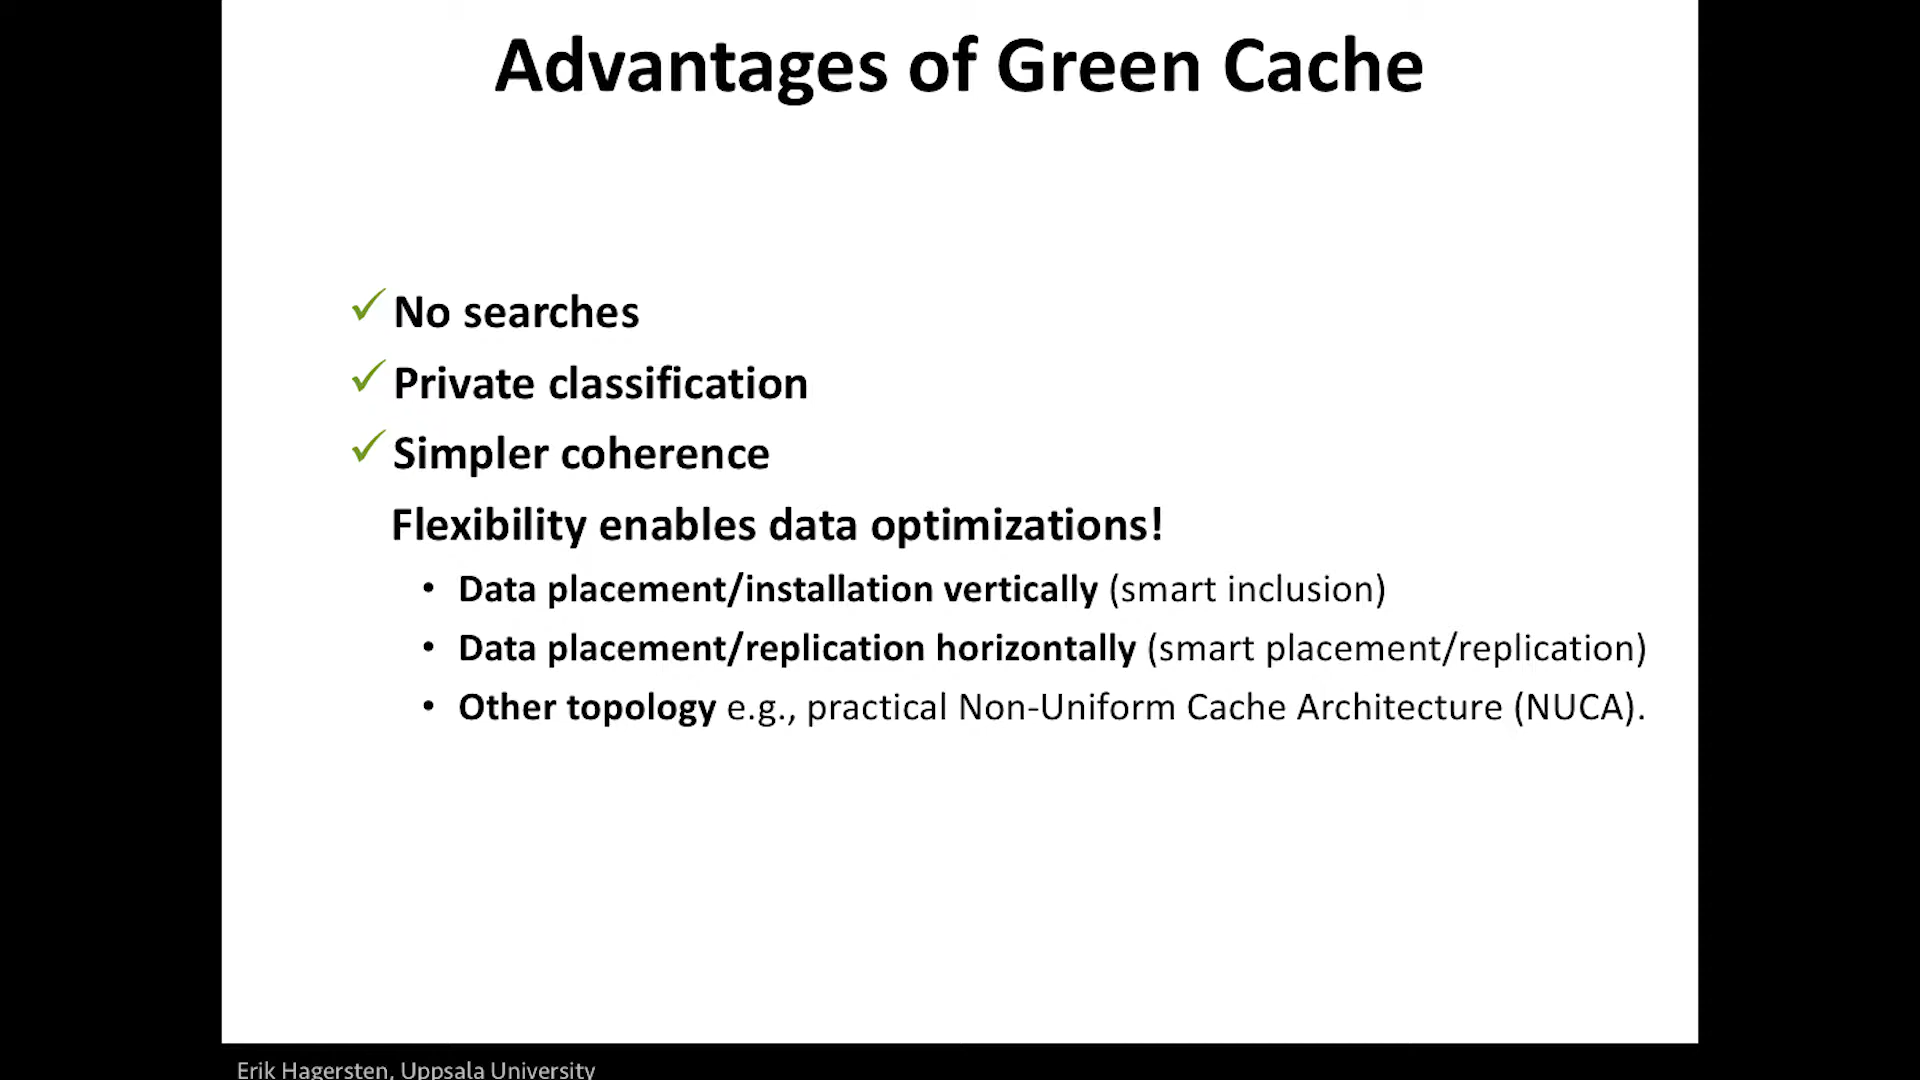 Advantages of Green Cache
✓ No searches
✓ Private classification
✓ Simpler coherence
Flexibility enables data optimizations!
• Data placement/installation vertically (smart inclusion)
• Data placement/replication horizontally (smart placement/replication)
• Other topology e.g., practical Non-Uniform Cache Architecture (NUCA).
Erik Hagersten, Uppsala University